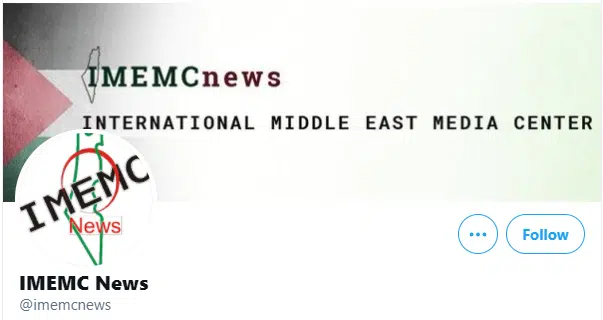 IMEMCnews
INTERNATIONAL MIDDLE EAST MEDIA CENTER
IMEMC
News
Follow
IMEMC News
@imemcnews